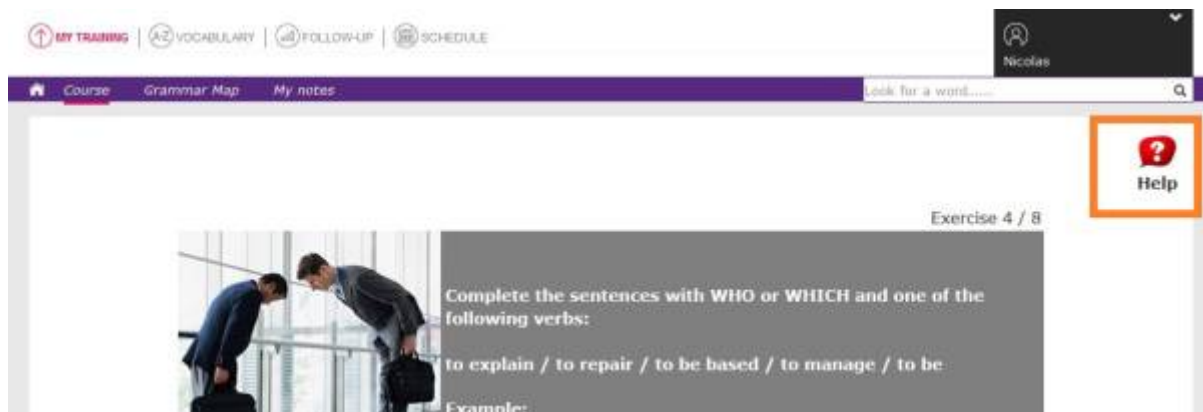 MY TRAINING | A-Z VOCABULARY | FOLLOW-UP | SCHEDULE
Nicolas
Course Grammar Map My notes Look for a word......
? Help
Exercise 4 / 8
Complete the sentences with WHO or WHICH and one of the
following verbs:
to explain / to repair / to be based / to manage / to be
Example: